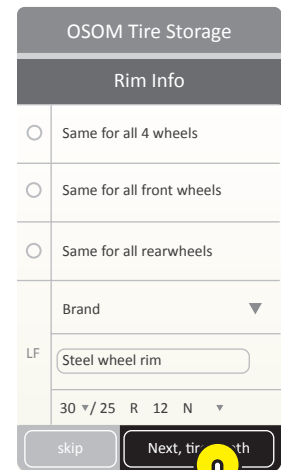 OSOM Tire Storage
Rim Info
Same for all 4 wheels
Same for all front wheels
Same for all rearwheels
Brand
LF
Steel wheel rim
30 / 25 R 12 N
skip
Next,